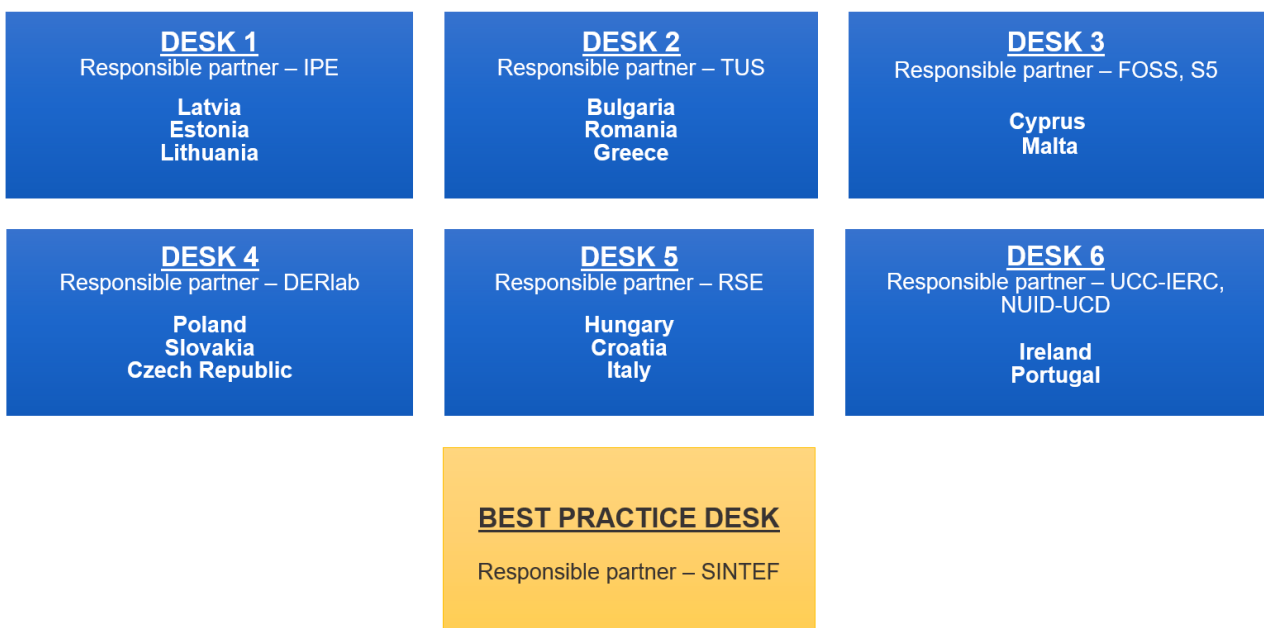 DESK 1
Responsible partner – IPE
Latvia
Estonia
Lithuania
DESK 2
Responsible partner – TUS
Bulgaria
Romania
Greece
DESK 3
Responsible partner – FOSS, S5
Cyprus
Malta
DESK 4
Responsible partner – DERlab
Poland
Slovakia
Czech Republic
DESK 5
Responsible partner – RSE
Hungary
Croatia
Italy
DESK 6
Responsible partner – UCC-IERC,
NUID-UCD
Ireland
Portugal
BEST PRACTICE DESK
Responsible partner – SINTEF